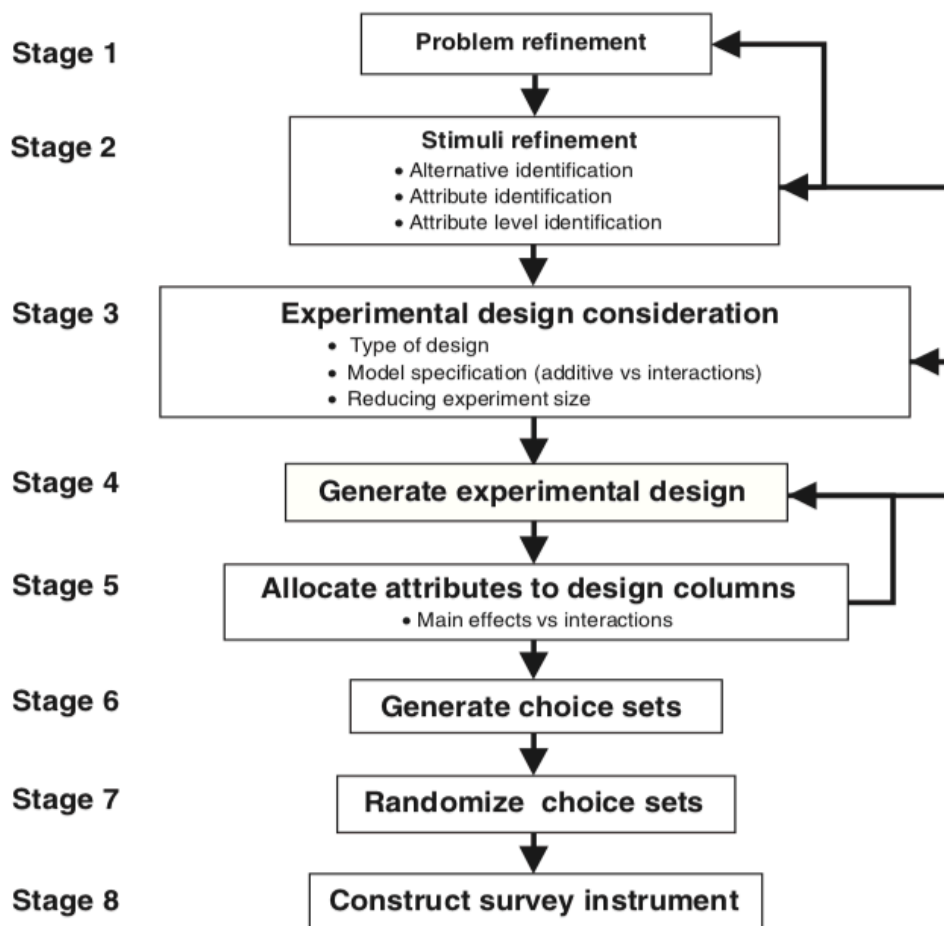 Stage 1
Problem refinement
Stage 2
Stimuli refinement
• Alternative identification
• Attribute identification
• Attribute level identification
Stage 3
Experimental design consideration
• Type of design
• Model specification (additive vs interactions)
• Reducing experiment size
Stage 4
Generate experimental design
Stage 5
Allocate attributes to design columns
• Main effects vs interactions
Stage 6
Generate choice sets
Stage 7
Randomize choice sets
Stage 8
Construct survey instrument